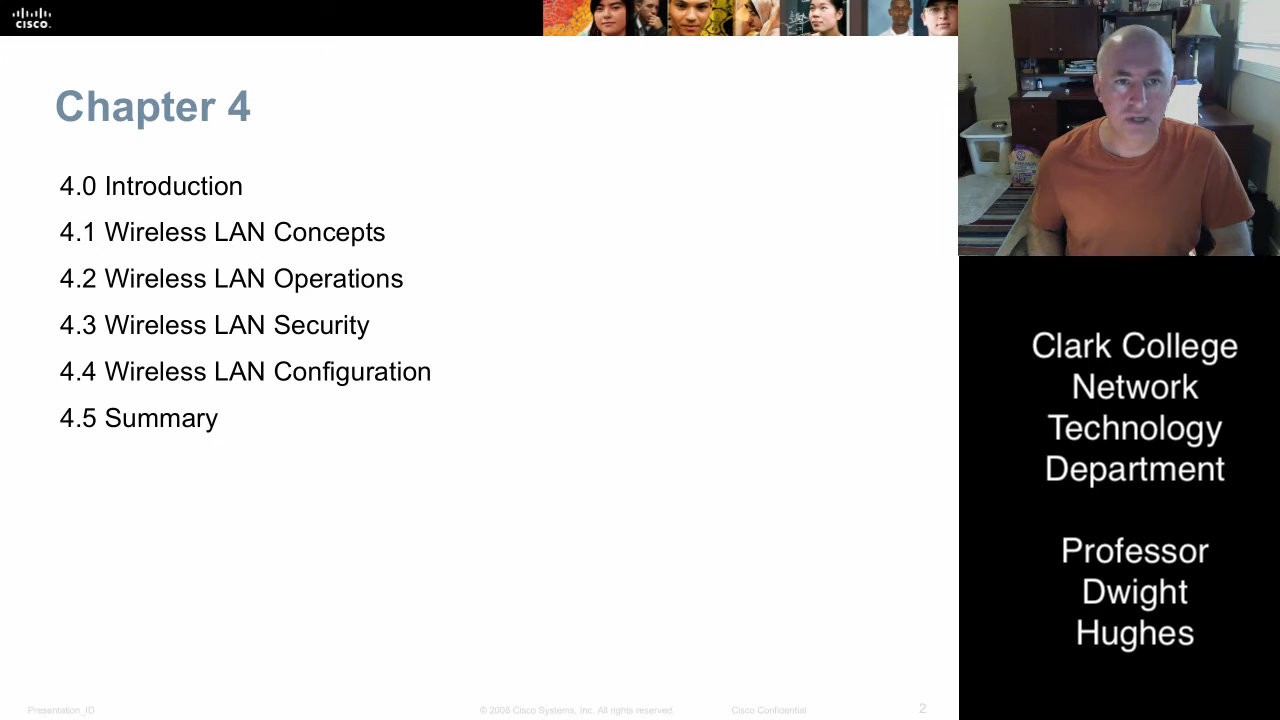 CISCO.
Chapter 4
4.0 Introduction
4.1 Wireless LAN Concepts
4.2 Wireless LAN Operations
4.3 Wireless LAN Security
4.4 Wireless LAN Configuration
4.5 Summary
Presentation_ID
© 2008 Cisco Systems, Inc. All rights reserved.
Cisco Confidential
2
Clark College
Network
Technology
Department
Professor
Dwight
Hughes